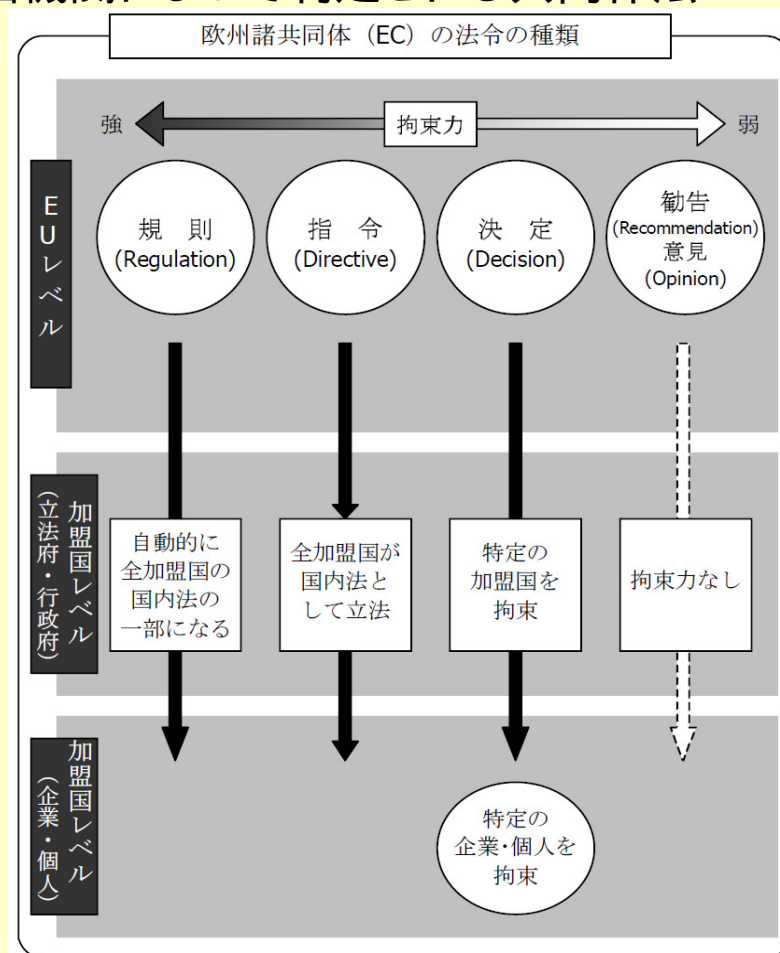 欧州諸共同体（EC）の法令の種類
強
拘束力
弱
EUレベル
規 則
(Regulation)
指 令
(Directive)
決 定
(Decision)
勧告
(Recommendation)
意見
(Opinion)
加盟国レベル
（立法府・行政府）
自動的に
全加盟国の
国内法の
一部になる
全加盟国が
国内法と
して立法
特定の
加盟国を
拘束
拘束力なし
加盟国レベル
（企業・個人）
特定の
企業・個人を
拘束